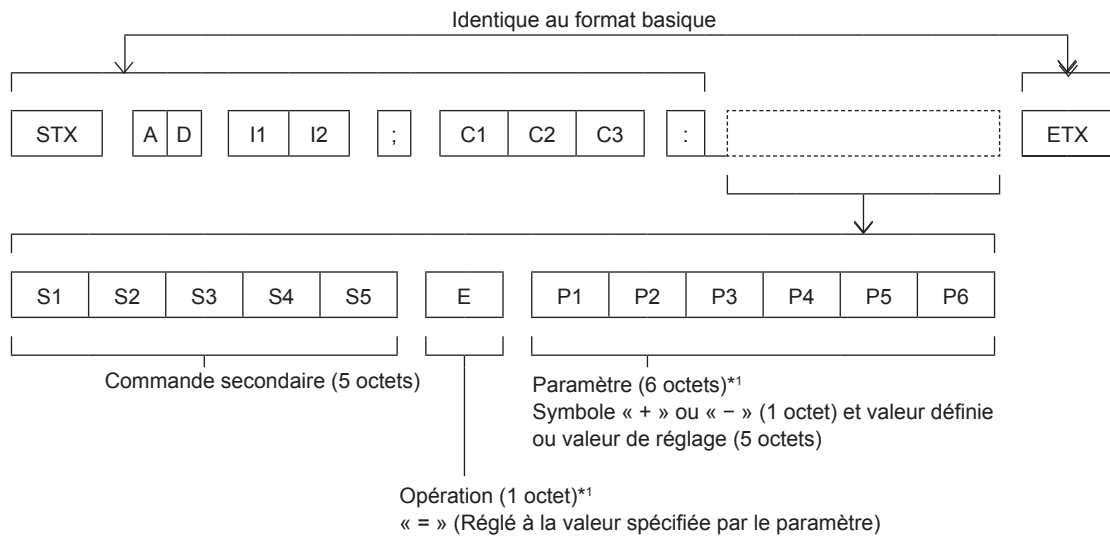 Identique au format basique
STX A D I1 I2 ; C1 C2 C3 : ETX
S1 S2 S3 S4 S5 E P1 P2 P3 P4 P5 P6
Commande secondaire (5 octets)
Paramètre (6 octets)*1
Symbole « + » ou « − » (1 octet) et valeur définie
ou valeur de réglage (5 octets)
Opération (1 octet)*1
« = » (Réglé à la valeur spécifiée par le paramètre)